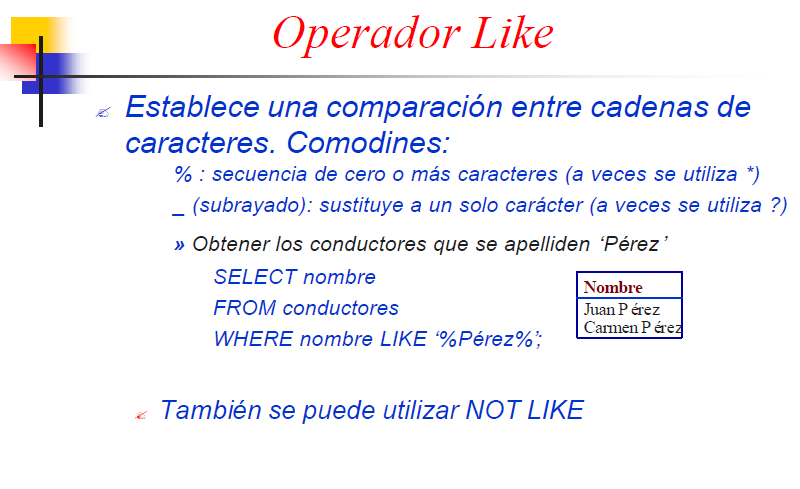 Operador Like
Establece una comparación entre cadenas de
caracteres. Comodines:
% : secuencia de cero o más caracteres (a veces se utiliza *)
_ (subrayado): sustituye a un solo carácter (a veces se utiliza ?)
» Obtener los conductores que se apelliden ‘Pérez’
SELECT nombre
FROM conductores
WHERE nombre LIKE ‘%Pérez%’;
Nombre
Juan P érez
Carmen P érez
También se puede utilizar NOT LIKE